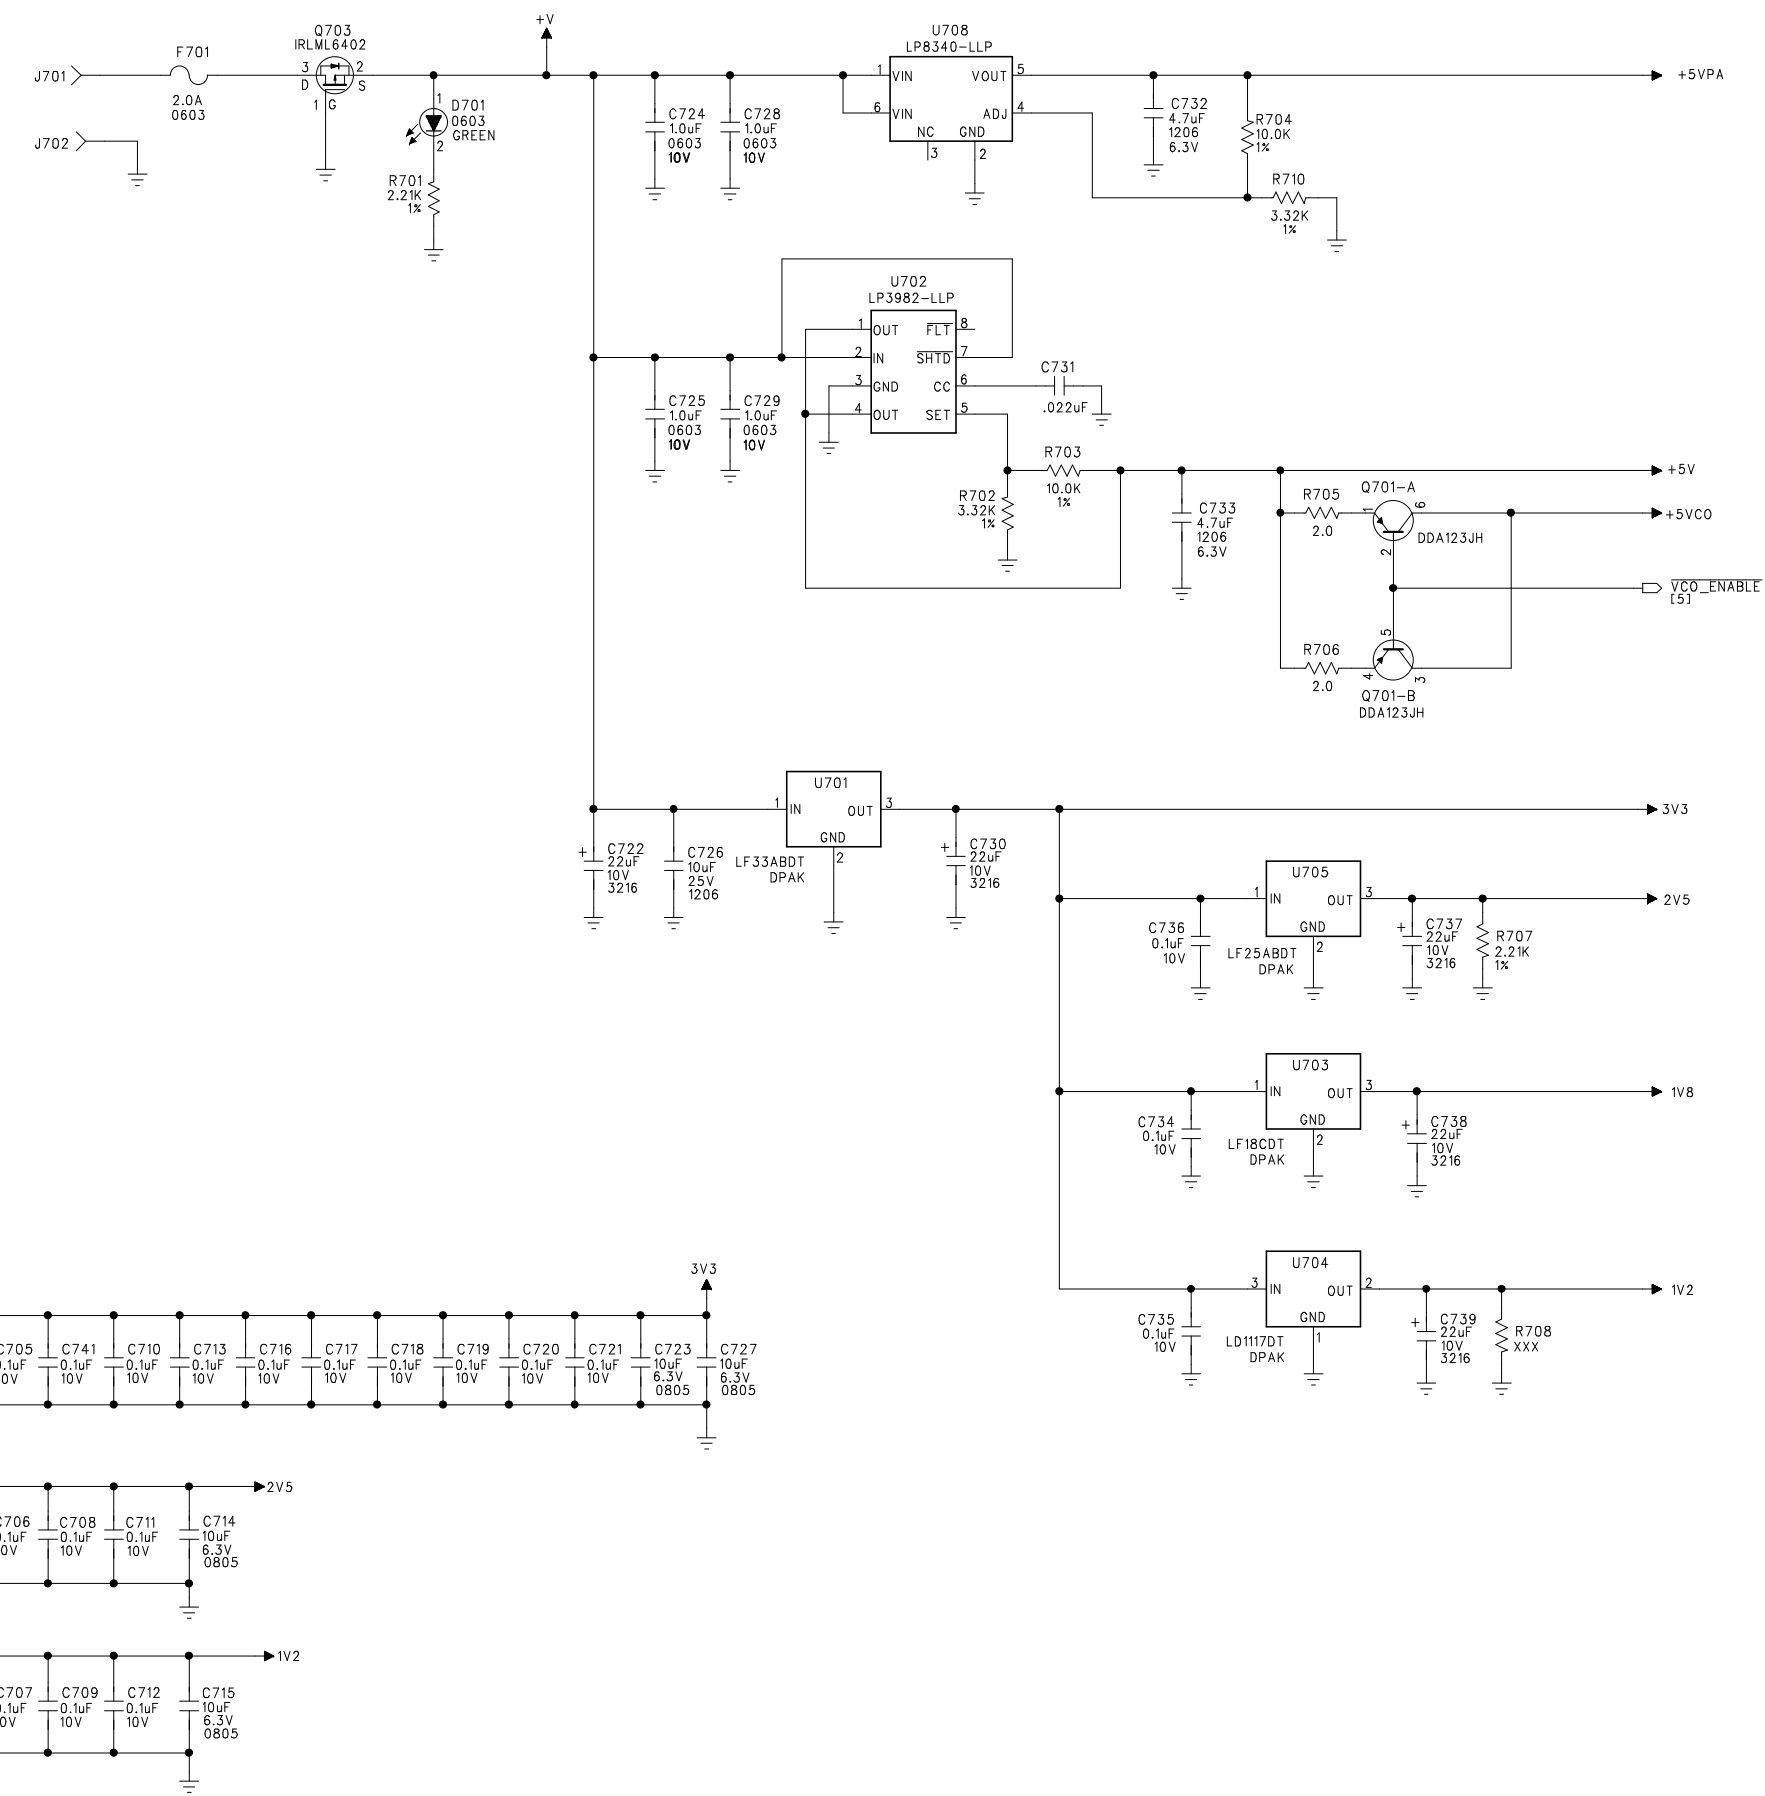 J701
F701
2.0A
0603
Q703
IRLML6402
3
D
2
S
1
G
J702
1
D701
0603
GREEN
2
R701
2.21K
1%
+V
C724
1.0uF
0603
10V
C728
1.0uF
0603
10V
U708
LP8340-LLP
1
VIN
VOUT
5
6
VIN
ADJ
4
NC
GND
3
2
C732
4.7uF
1206
6.3V
R704
10.0K
1%
R710
3.32K
1%
+5VPA
U702
LP3982-LLP
1
OUT
FLT
8
2
IN
SHTD
7
3
GND
CC
6
4
OUT
SET
5
C731
.022uF
C725
1.0uF
0603
10V
C729
1.0uF
0603
10V
R703
10.0K
1%
R702
3.32K
1%
C733
4.7uF
1206
6.3V
+5V
R705
2.0
Q701-A
1
6
2
DDA123JH
+5VCO
VCO_ENABLE
[5]
R706
2.0
5
4
3
Q701-B
DDA123JH
U701
1
IN
OUT
3
GND
2
LF33ABDT
DPAK
C722
+
22uF
10V
3216
C726
10uF
25V
1206
C730
+
22uF
10V
3216
3V3
U705
1
IN
OUT
3
GND
2
LF25ABDT
DPAK
C736
0.1uF
10V
C737
+
22uF
10V
3216
R707
2.21K
1%
2V5
U703
1
IN
OUT
3
GND
2
LF18CDT
DPAK
C734
0.1uF
10V
C738
+
22uF
10V
3216
1V8
U704
3
IN
OUT
2
GND
1
LD1117DT
DPAK
C735
0.1uF
10V
C739
+
22uF
10V
3216
R708
XXX
1V2
3V3
C705
0.1uF
10V
C741
0.1uF
10V
C710
0.1uF
10V
C713
0.1uF
10V
C716
0.1uF
10V
C717
0.1uF
10V
C718
0.1uF
10V
C719
0.1uF
10V
C720
0.1uF
10V
C721
0.1uF
10V
C723
10uF
6.3V
0805
C727
10uF
6.3V
0805
2V5
C706
0.1uF
10V
C708
0.1uF
10V
C711
0.1uF
10V
C714
10uF
6.3V
0805
1V2
C707
0.1uF
10V
C709
0.1uF
10V
C712
0.1uF
10V
C715
10uF
6.3V
0805